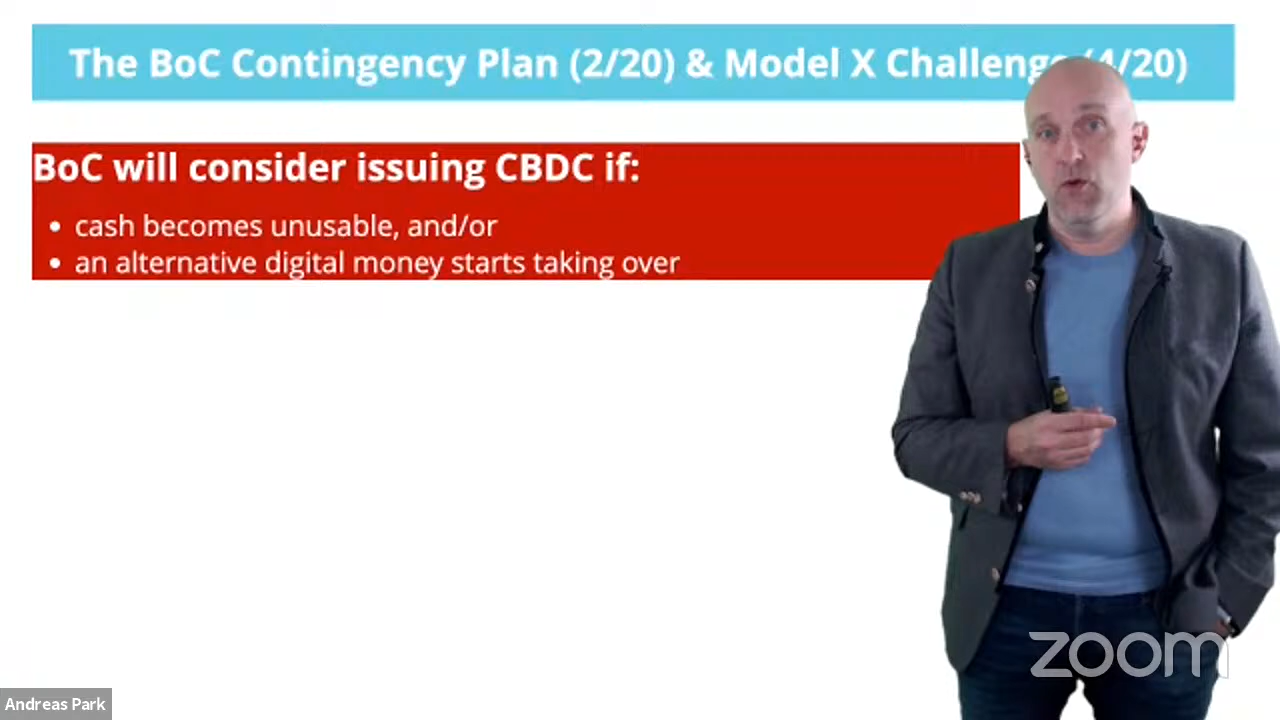 The BoC Contingency Plan (2/20) & Model X Challenge (4/20)
BoC will consider issuing CBDC if:
• cash becomes unusable, and/or
• an alternative digital money starts taking over
zoom
Andreas Park